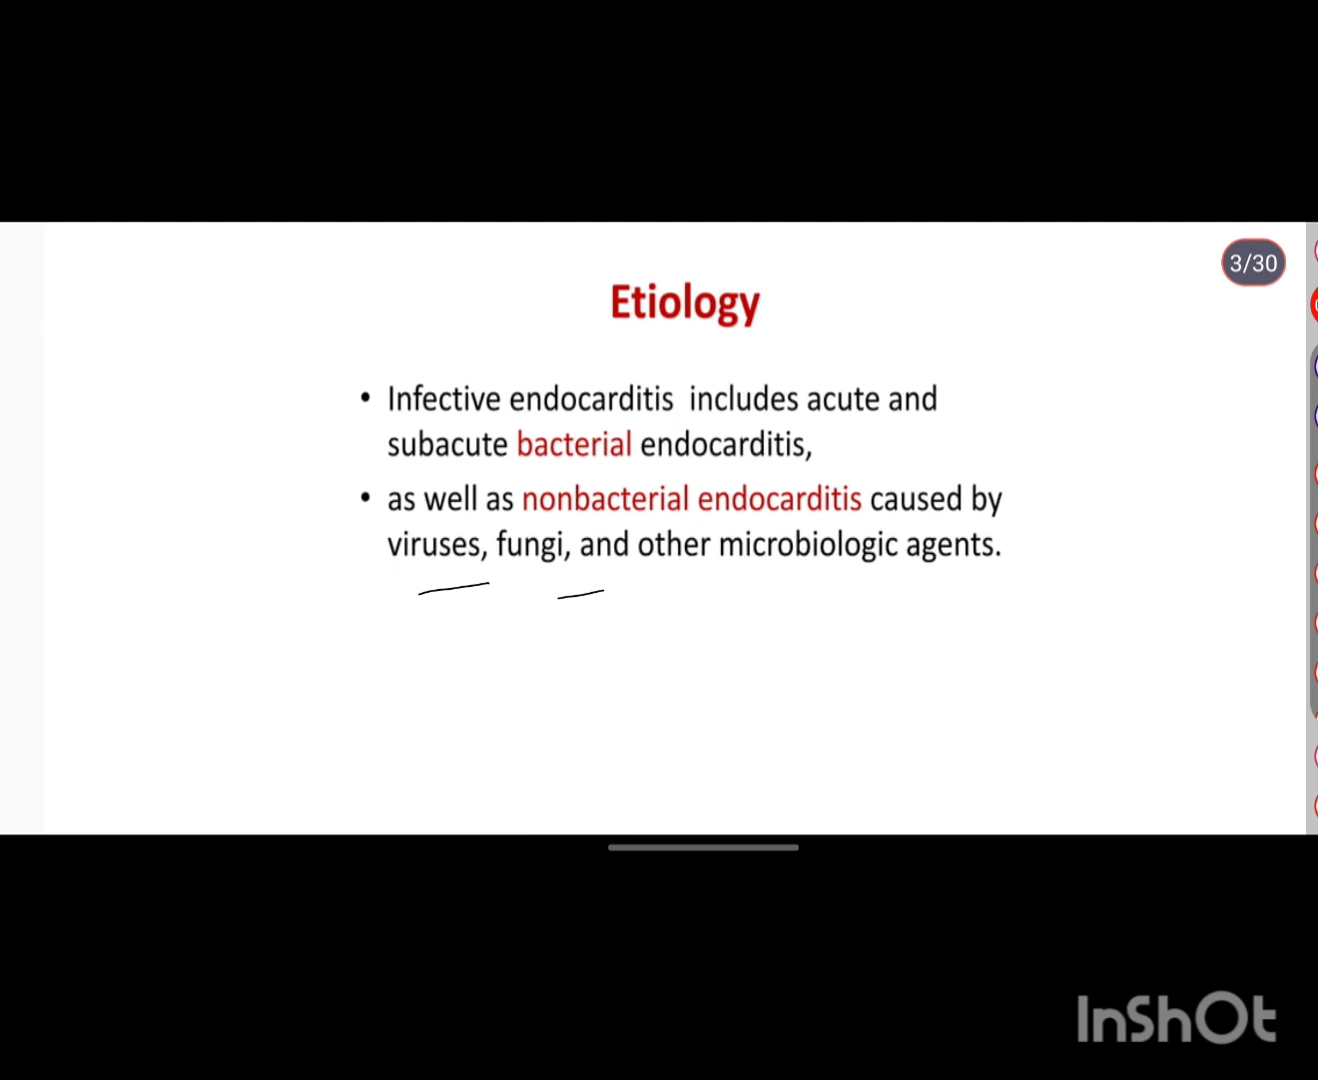 3/30
Etiology
• Infective endocarditis includes acute and
subacute bacterial endocarditis,
• as well as nonbacterial endocarditis caused by
viruses, fungi, and other microbiologic agents.
InShOt